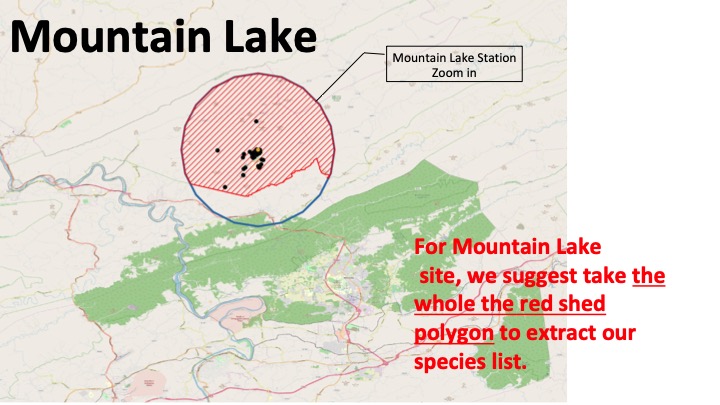 Mountain Lake
Mountain Lake Station
Zoom in
For Mountain Lake
site, we suggest take the
whole the red shed
polygon to extract our
species list.